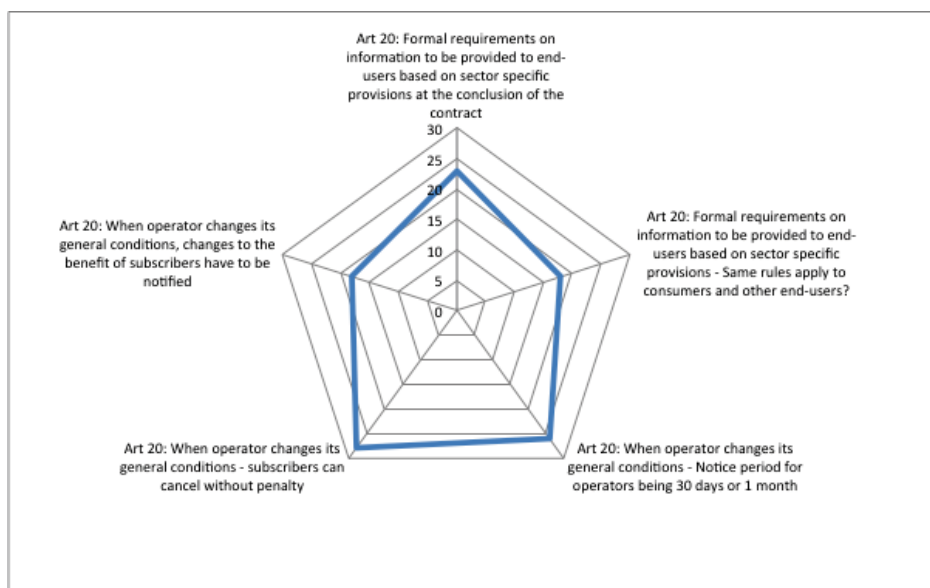 Art 20: Formal requirements on
information to be provided to end-
users based on sector specific
provisions at the conclusion of the
contract
30
25
20
15
10
5
0
Art 20: Formal requirements on
information to be provided to end-
users based on sector specific
provisions - Same rules apply to
consumers and other end-users?
Art 20: When operator changes its
general conditions, changes to the
benefit of subscribers have to be
notified
Art 20: When operator changes its
general conditions - subscribers can
cancel without penalty
Art 20: When operator changes its
general conditions - Notice period for
operators being 30 days or 1 month